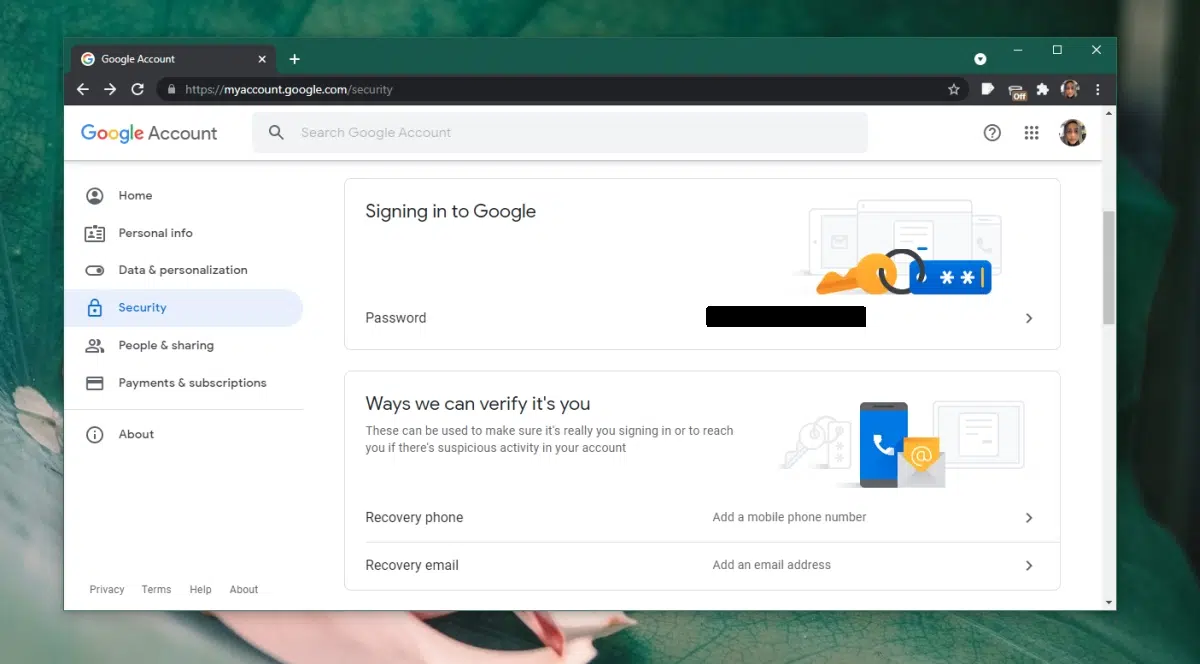 Google Account
https://myaccount.google.com/security
Off
Google Account
Search Google Account
Home
Personal info
Data & personalization
Security
People & sharing
Payments & subscriptions
About
Privacy Terms Help About
Signing in to Google
**
Password
Ways we can verify it's you
These can be used to make sure it's really you signing in or to reach
you if there's suspicious activity in your account
@
Recovery phone Add a mobile phone number
Recovery email Add an email address